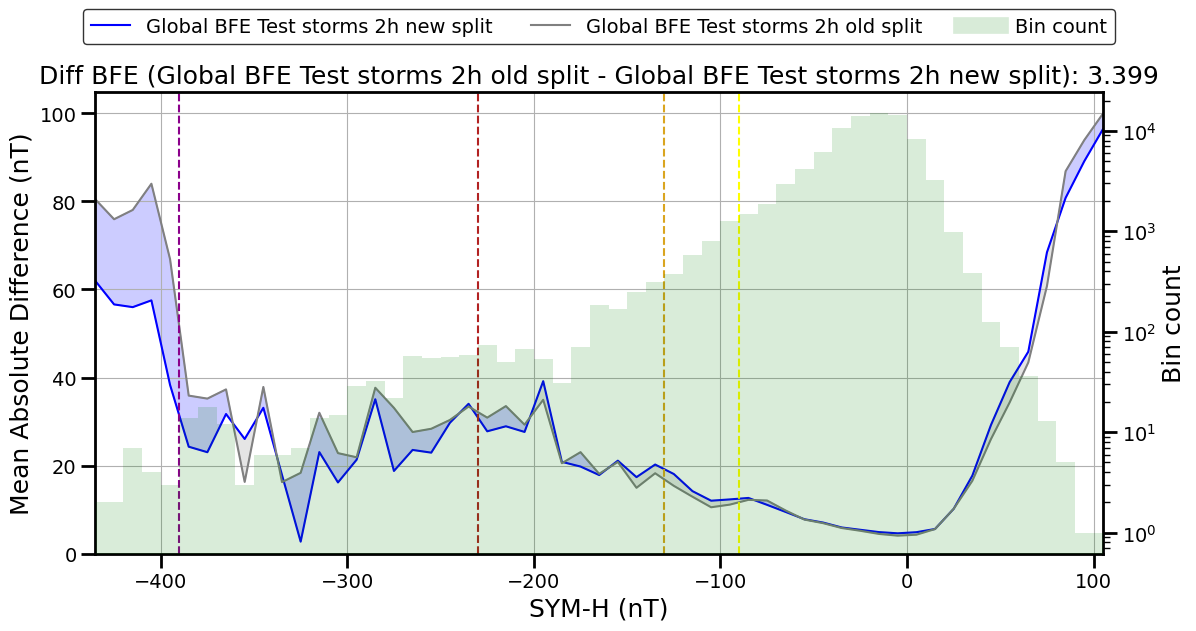 Global BFE Test storms 2h new split
Global BFE Test storms 2h old split
Bin count
Diff BFE (Global BFE Test storms 2h old split - Global BFE Test storms 2h new split): 3.399
Mean Absolute Difference (nT)
100
80
60
40
20
0
10⁴
10³
10²
10¹
10⁰
Bin count
−400
−300
−200
−100
0
100
SYM-H (nT)